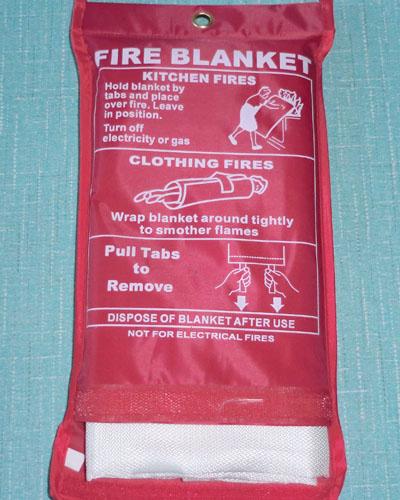 FIRE BLANKET
KITCHEN FIRES
Hold blanket by
tabs and place
over fire. Leave
in position.
Turn off
electricity or gas
CLOTHING FIRES
Wrap blanket around tightly
to smother flames
Pull Tabs
to
Remove
DISPOSE OF BLANKET AFTER USE
NOT FOR ELECTRICAL FIRES